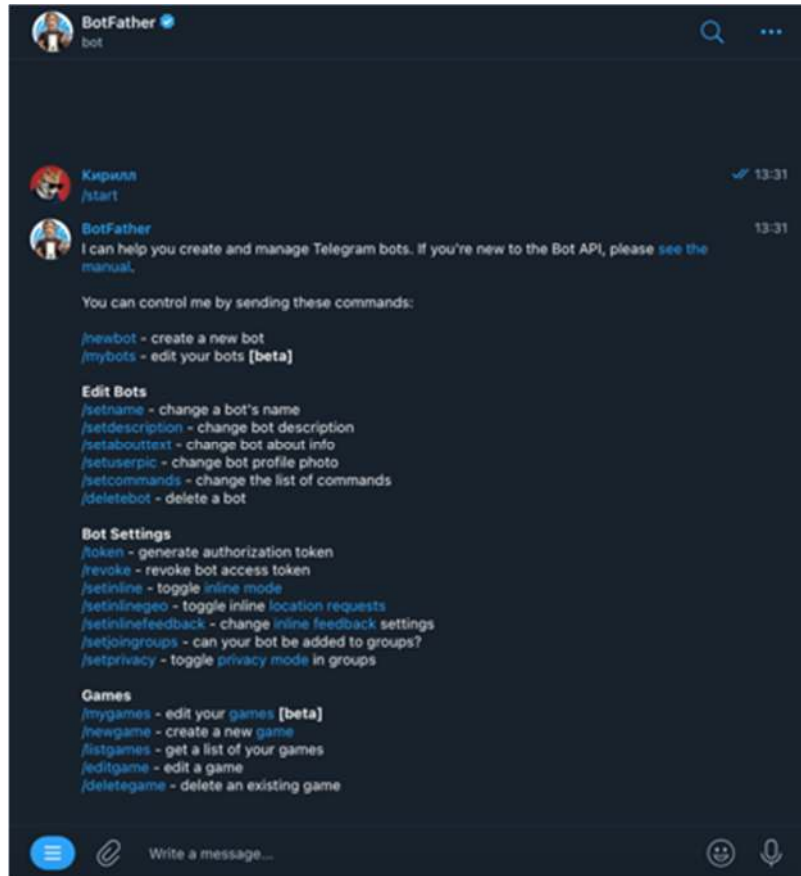 BotFather
bot
Кирилл
13:31
/start
BotFather
13:31
I can help you create and manage Telegram bots. If you're new to the Bot API, please see the
manual.
You can control me by sending these commands:
/newbot - create a new bot
/mybots - edit your bots [beta]
Edit Bots
/setname - change a bot's name
/setdescription - change bot description
/setabouttext - change bot about info
/setuserpic - change bot profile photo
/setcommands - change the list of commands
/deletebot - delete a bot
Bot Settings
/token - generate authorization token
/revoke - revoke bot access token
/setinline - toggle inline mode
/setinlinegeo - toggle inline location requests
/setinlinefeedback - change inline feedback settings
/setjoingroups - can your bot be added to groups?
/setprivacy - toggle privacy mode in groups
Games
/mygames - edit your games [beta]
/newgame - create a new game
/listgames - get a list of your games
/editgame - edit a game
/deletegame - delete an existing game
Write a message...